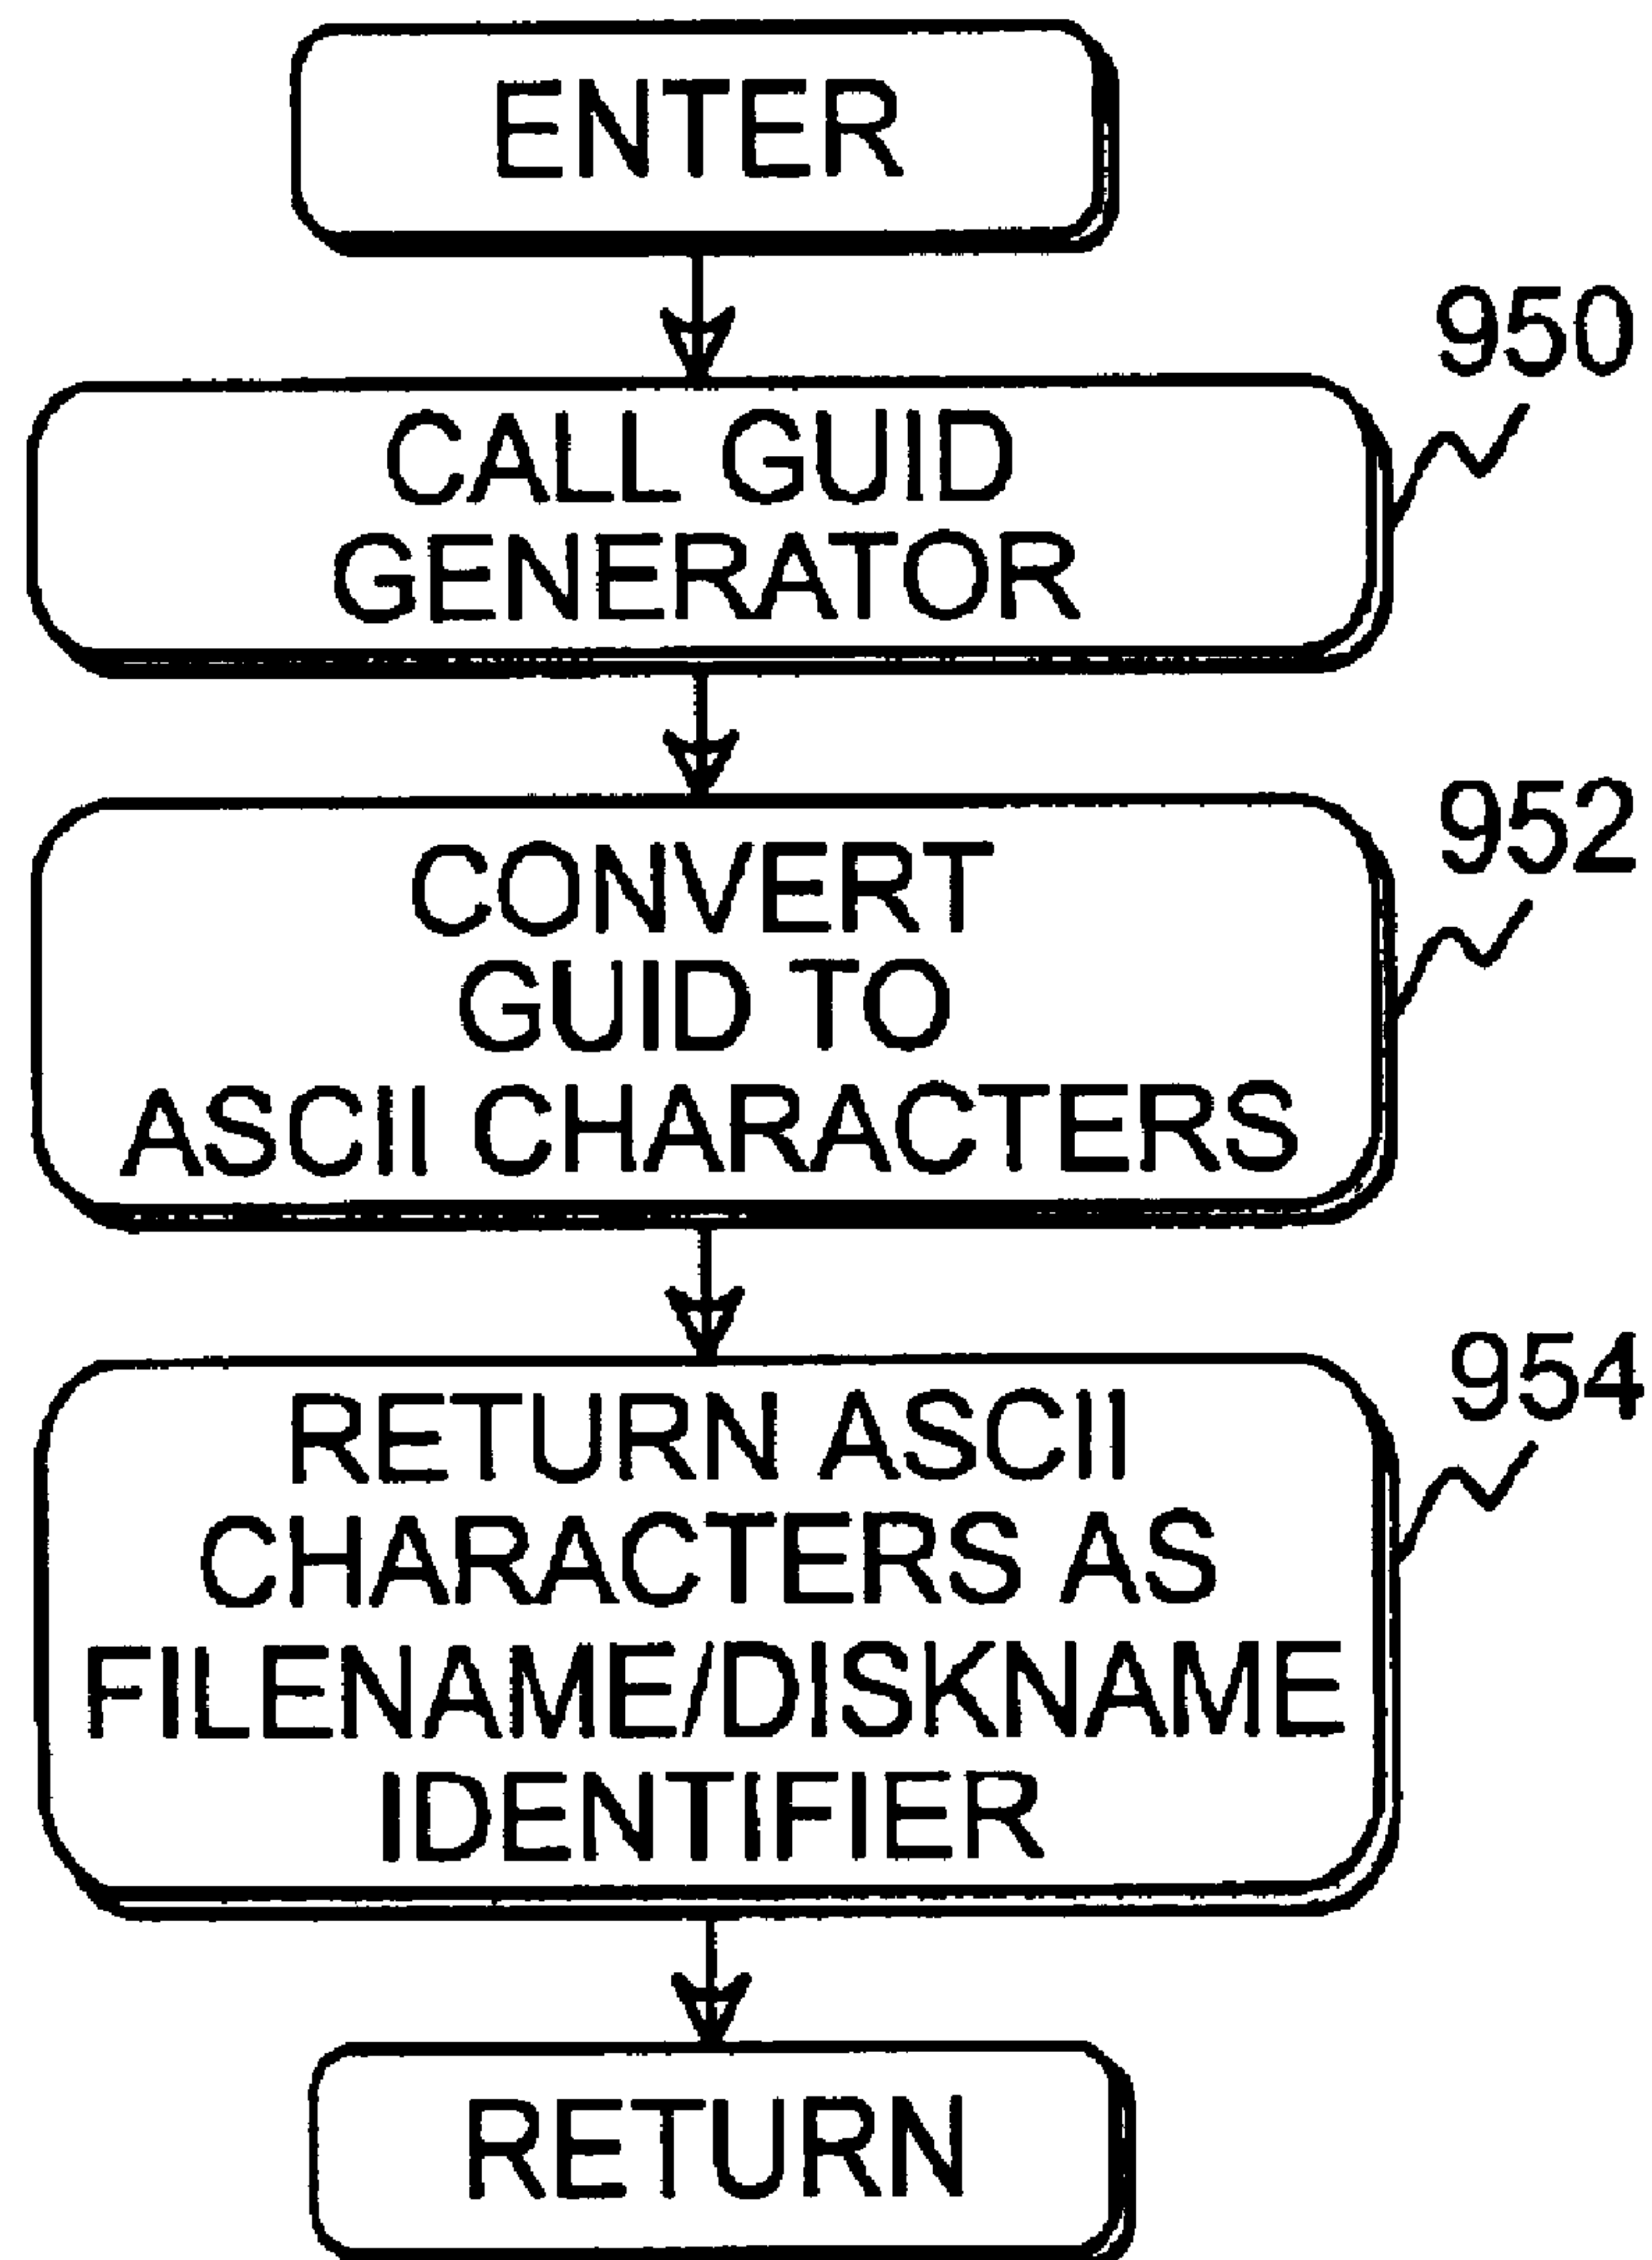 ENTER
950
CALL GUID
GENERATOR
952
CONVERT
GUID TO
ASCII CHARACTERS
954
RETURN ASCII
CHARACTERS AS
FILENAME/DISKNAME
IDENTIFIER
RETURN